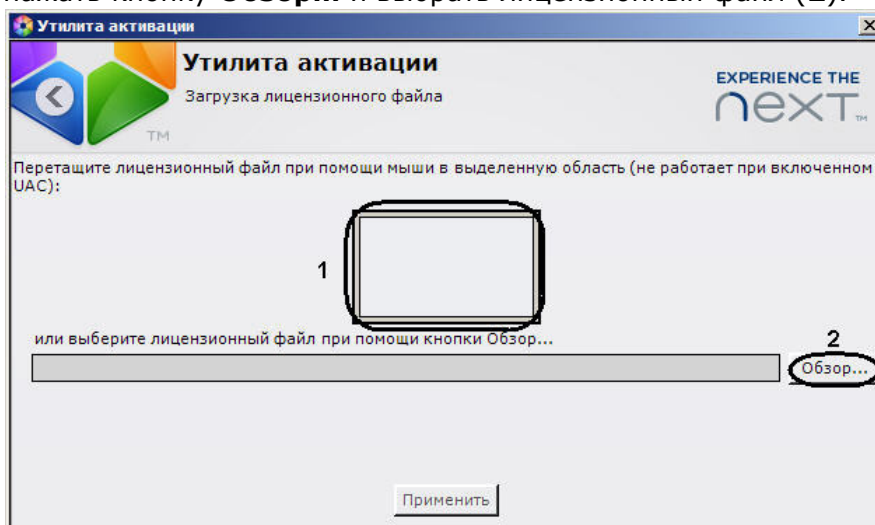 нажать кнопку Обзор... и выбрать лицензионный файл (2).
Утилита активации
Утилита активации
Загрузка лицензионного файла
EXPERIENCE THE
next TM
TM
Перетащите лицензионный файл при помощи мыши в выделенную область (не работает при включенном
UAC):
1
или выберите лицензионный файл при помощи кнопки Обзор...
2
Обзор...
Применить